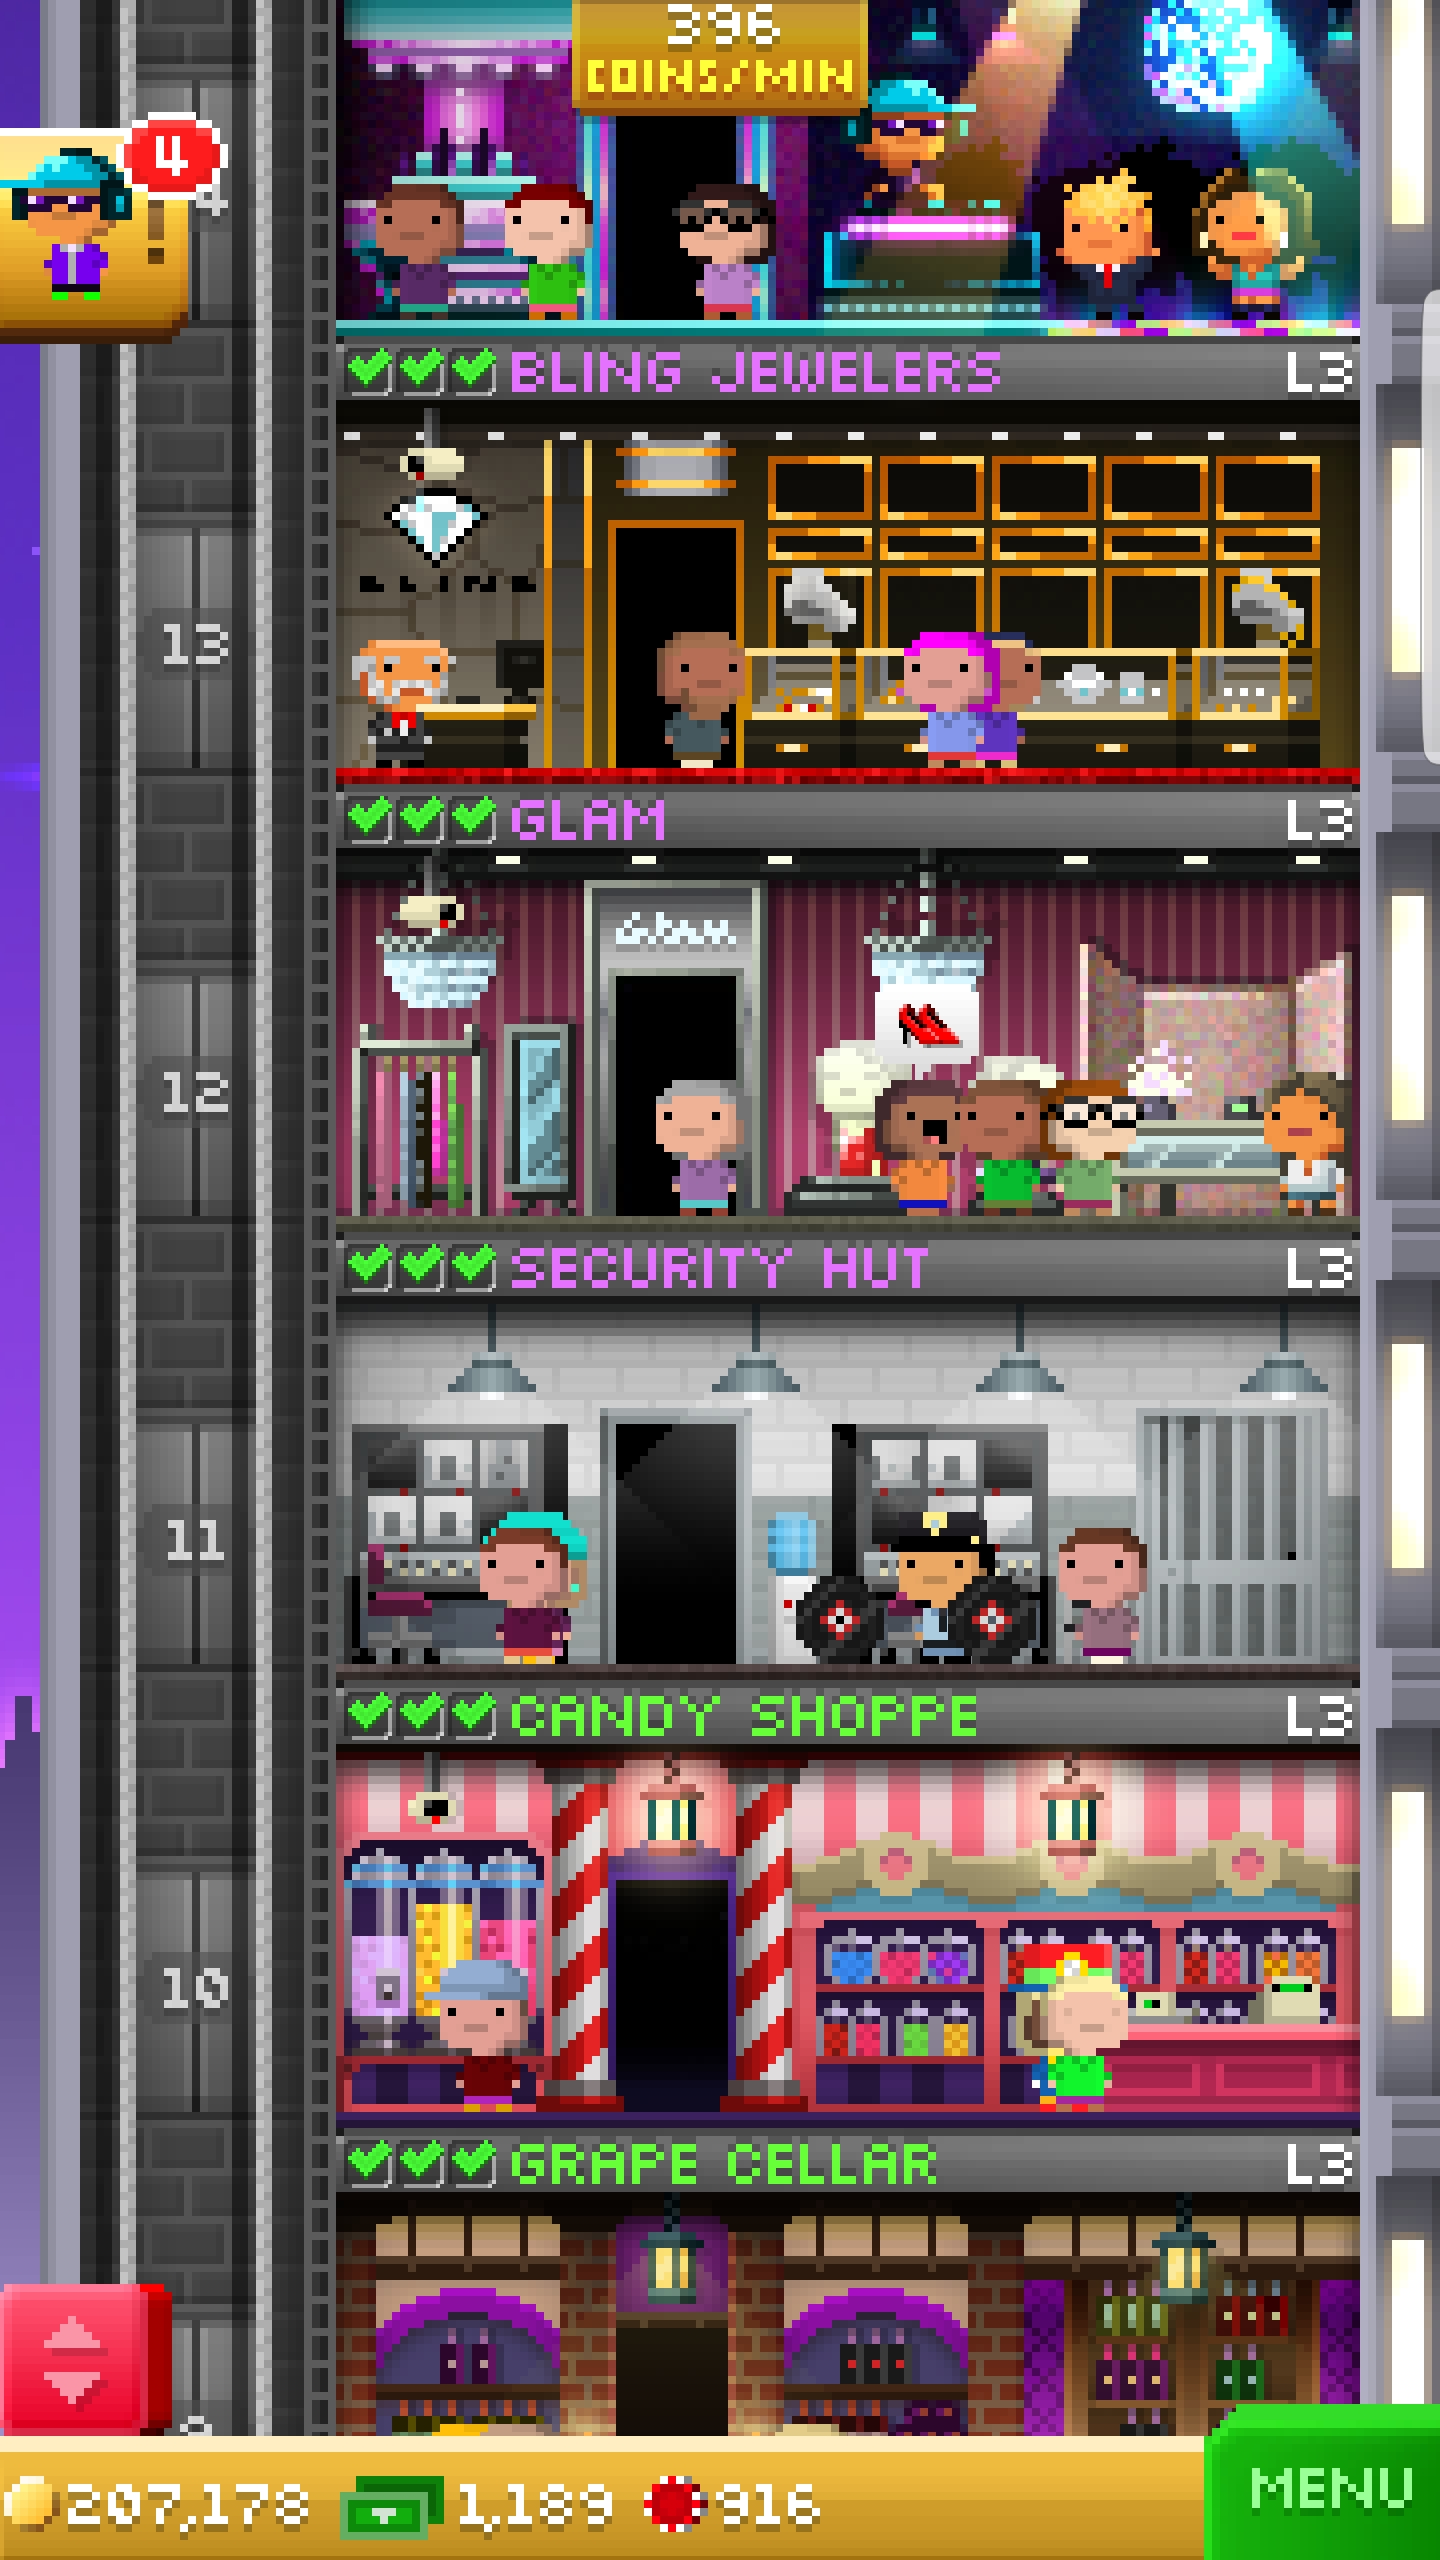 396
COINS/MIN
4
4
BLING JEWELERS L3
BLING
13
GLAM L3
Glam
12
SECURITY HUT L3
11
CANDY SHOPPE L3
10
GRAPE CELLAR L3
207,178 1,189 916
MENU